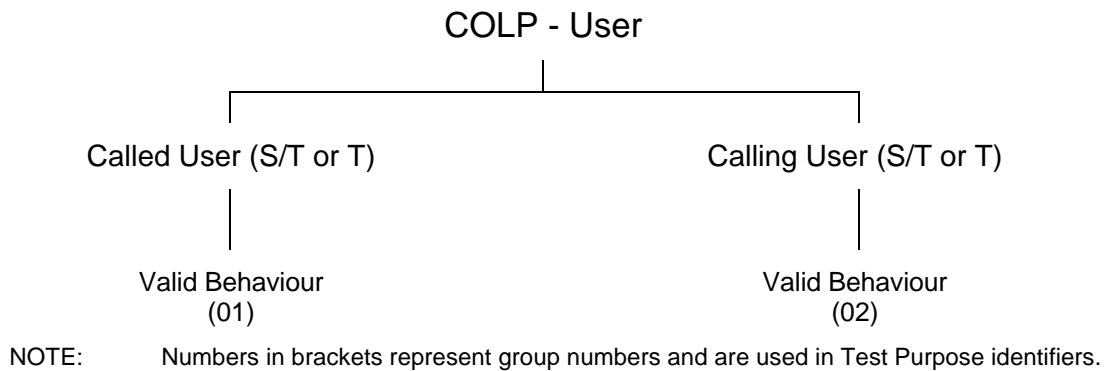 COLP - User
Called User (S/T or T)
Calling User (S/T or T)
Valid Behaviour
(01)
Valid Behaviour
(02)
NOTE: Numbers in brackets represent group numbers and are used in Test Purpose identifiers.